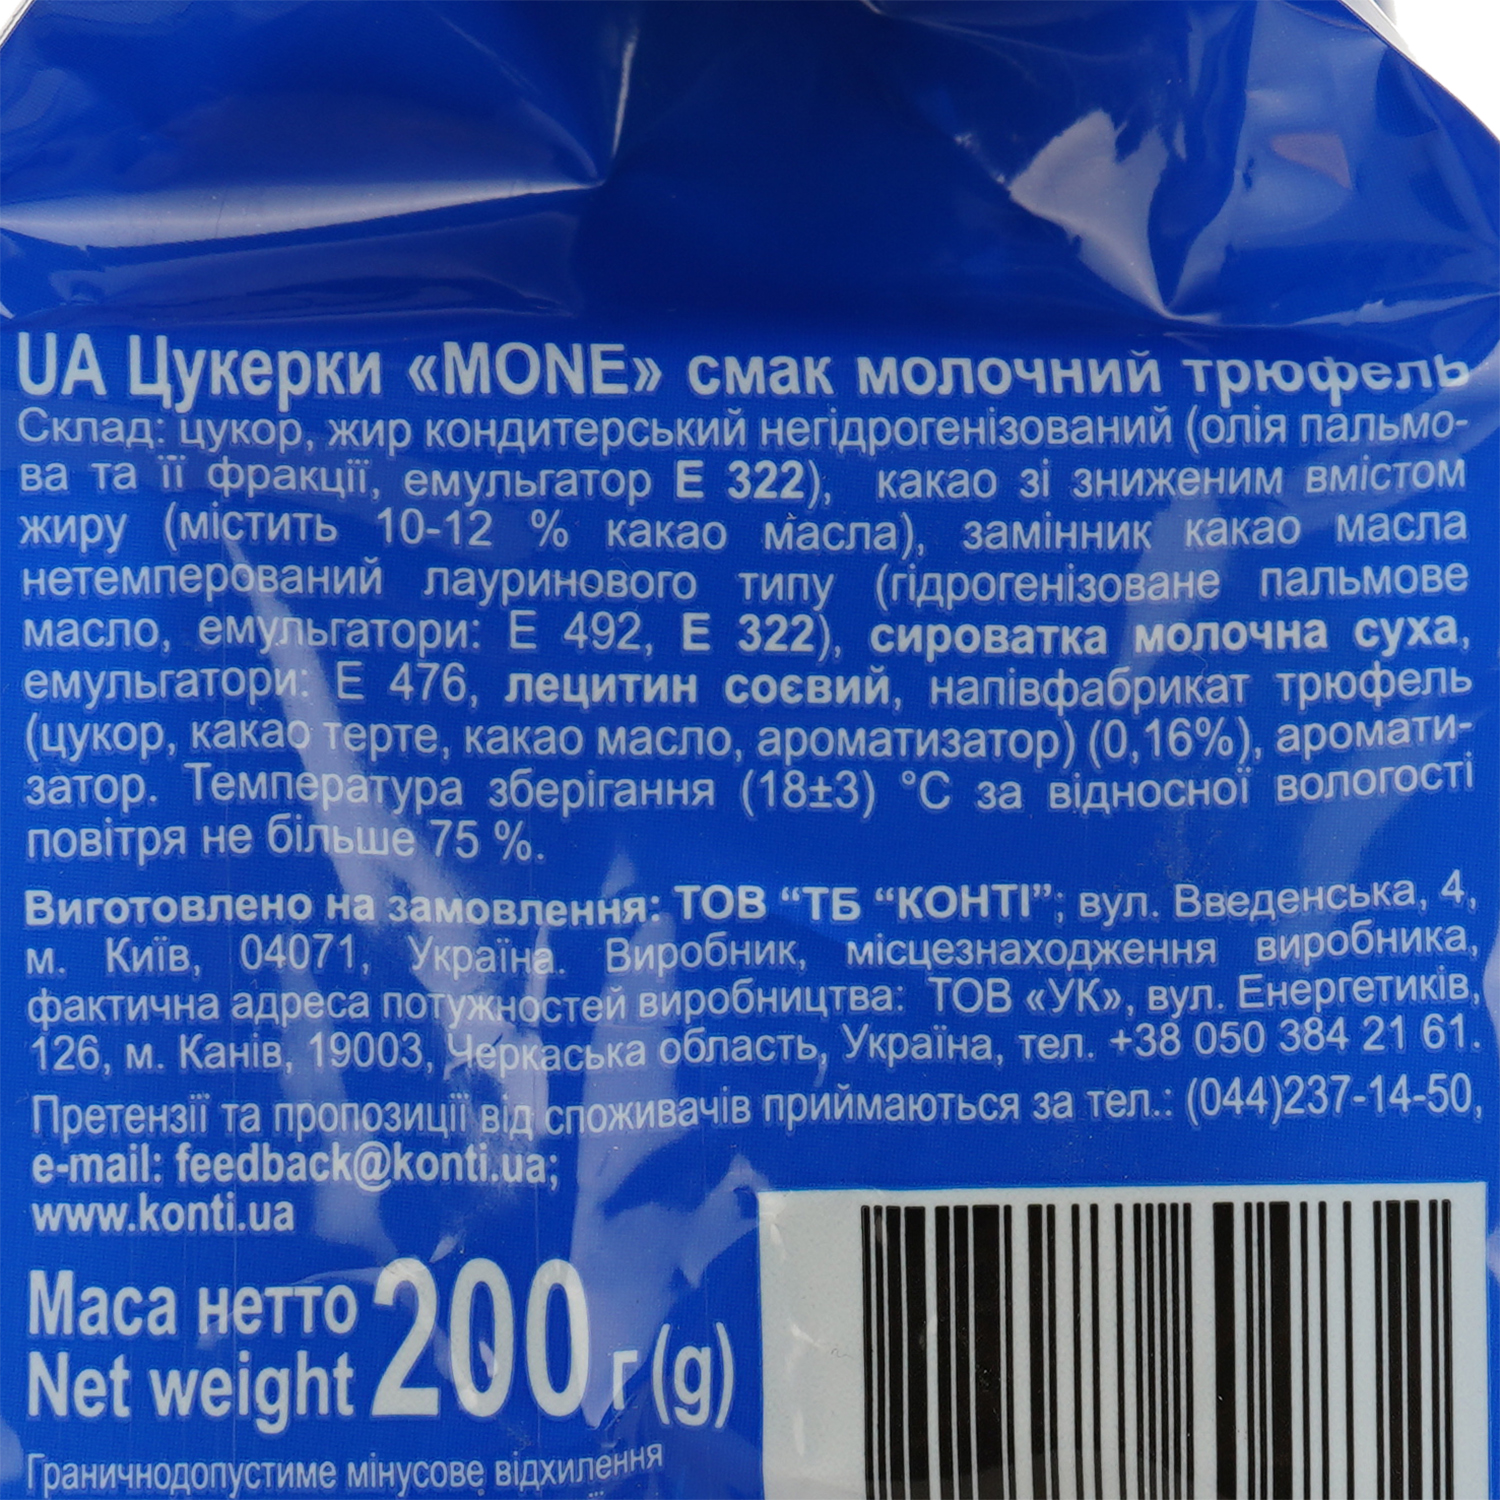 UA Цукерки «MONE» смак молочний трюфель
Склад: цукор, жир кондитерський негідрогенізований (олія пальмо-
ва та її фракції, емульгатор Е 322), какао зі зниженим вмістом
жиру (містить 10-12 % какао масла), замінник какао масла
нетемперований лауринового типу (гідрогенізоване пальмове
масло, емульгатори: Е 492, Е 322), сироватка молочна суха,
емульгатори: Е 476, лецитин соєвий, напівфабрикат трюфель
(цукор, какао терте, какао масло, ароматизатор) (0,16%), аромати-
затор. Температура зберігання (18±3) °С за відносної вологості
повітря не більше 75 %.
Виготовлено на замовлення: ТОВ “ТБ “КОНТІ”; вул. Введенська, 4,
м. Київ, 04071, Україна. Виробник, місцезнаходження виробника,
фактична адреса потужностей виробництва: ТОВ «УК», вул. Енергетиків,
126, м. Канів, 19003, Черкаська область, Україна, тел. +38 050 384 21 61.
Претензії та пропозиції від споживачів приймаються за тел.: (044)237-14-50,
e-mail: feedback@konti.ua;
www.konti.ua
Маса нетто 200 г (g)
Net weight
Граничнодопустиме мінусове відхилення